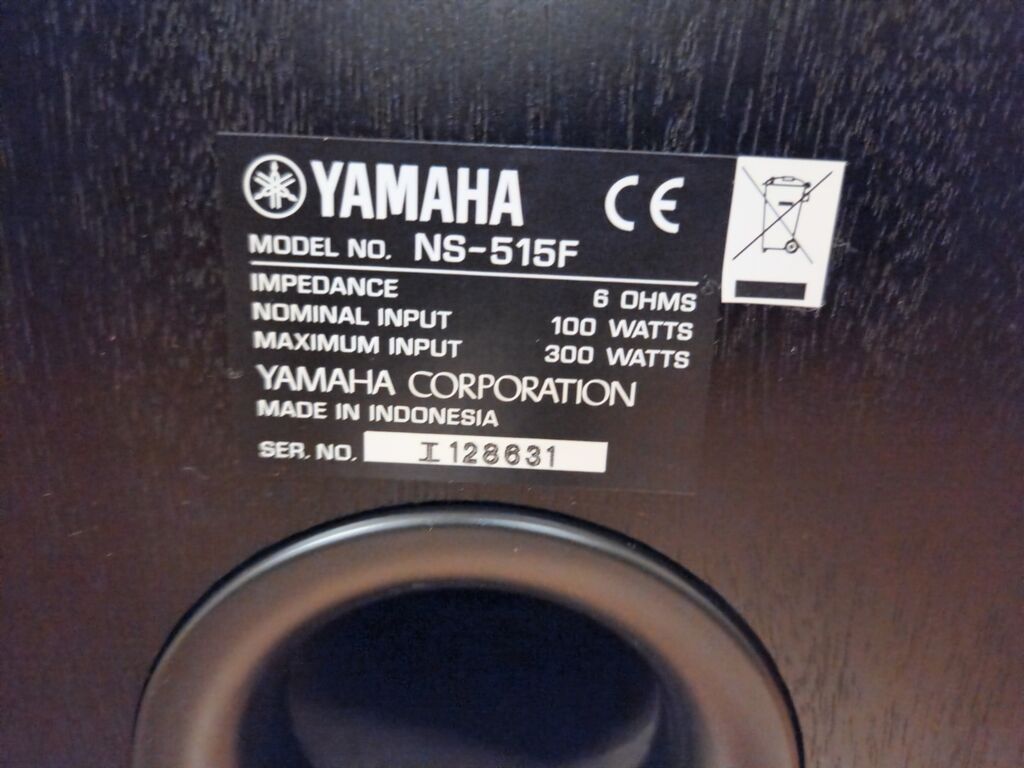 YAMAHA CE
MODEL NO. NS-515F
IMPEDANCE 6 OHMS
NOMINAL INPUT 100 WATTS
MAXIMUM INPUT 300 WATTS
YAMAHA CORPORATION
MADE IN INDONESIA
SER. NO. I128631